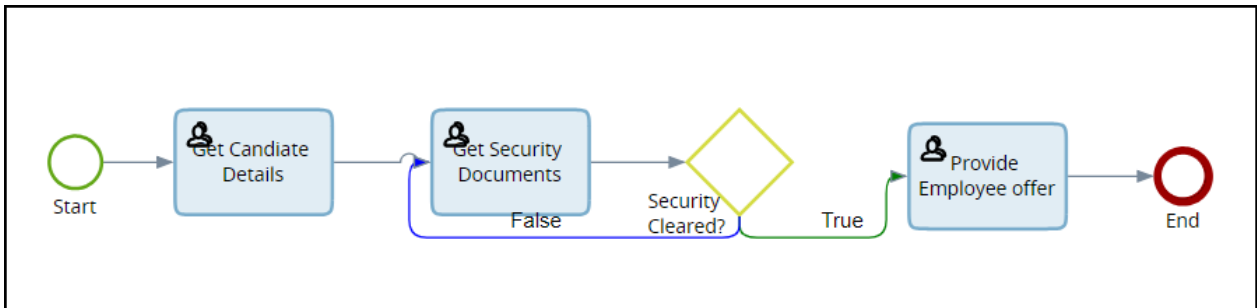 Start
Get Candiate
Details
Get Security
Documents
False
Security
Cleared?
True
Provide
Employee offer
End